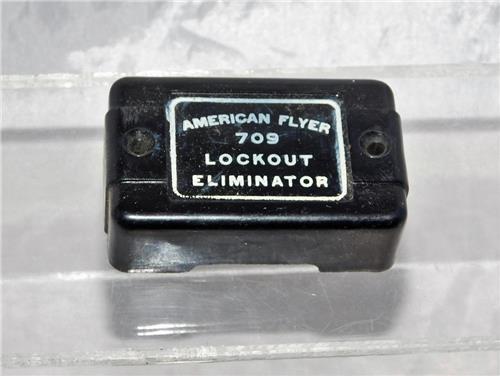 AMERICAN FLYER
709
LOCKOUT
ELIMINATOR